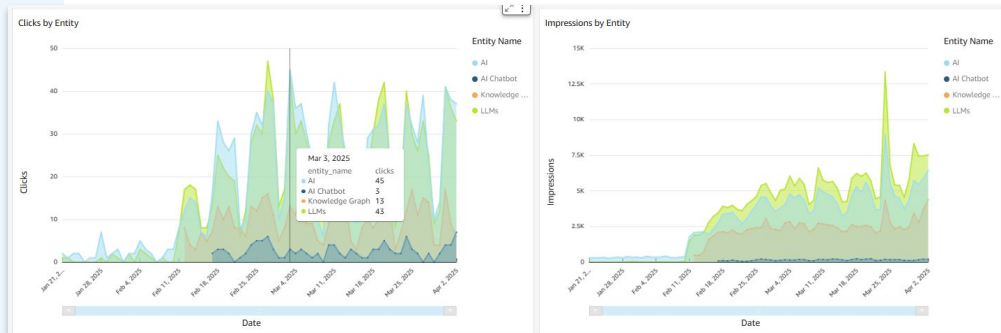 Clicks by Entity
50
40
30
20
10
0
Clicks
Jan 21, 2...
Jan 28, 2025
Feb 4, 2025
Feb 11, 2025
Feb 18, 2025
Feb 25, 2025
Mar 4, 2025
Mar 11, 2025
Mar 18, 2025
Mar 25, 2025
Apr 2, 2025
Date
Mar 3, 2025
entity_name clicks
AI 45
AI Chatbot 3
Knowledge Graph 13
LLMs 43
Entity Name
AI
AI Chatbot
Knowledge ...
LLMs
Impressions by Entity
15K
12.5K
10K
7.5K
5K
2.5K
0
Impressions
Jan 21, 2...
Jan 28, 2025
Feb 4, 2025
Feb 11, 2025
Feb 18, 2025
Feb 25, 2025
Mar 4, 2025
Mar 11, 2025
Mar 18, 2025
Mar 25, 2025
Apr 2, 2025
Date
Entity Name
AI
AI Chatbot
Knowledge ...
LLMs